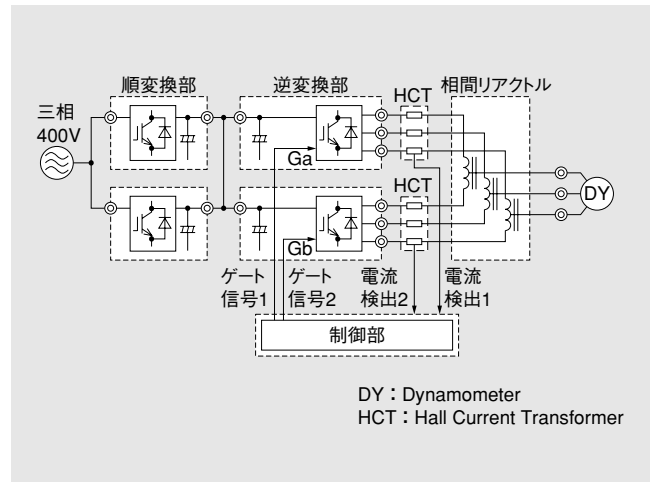 順変換部
逆変換部
HCT
相間リアクトル
三相
400V
Ga
HCT
DY
Gb
ゲート
信号1
ゲート
信号2
電流
検出2
電流
検出1
制御部
DY：Dynamometer
HCT：Hall Current Transformer